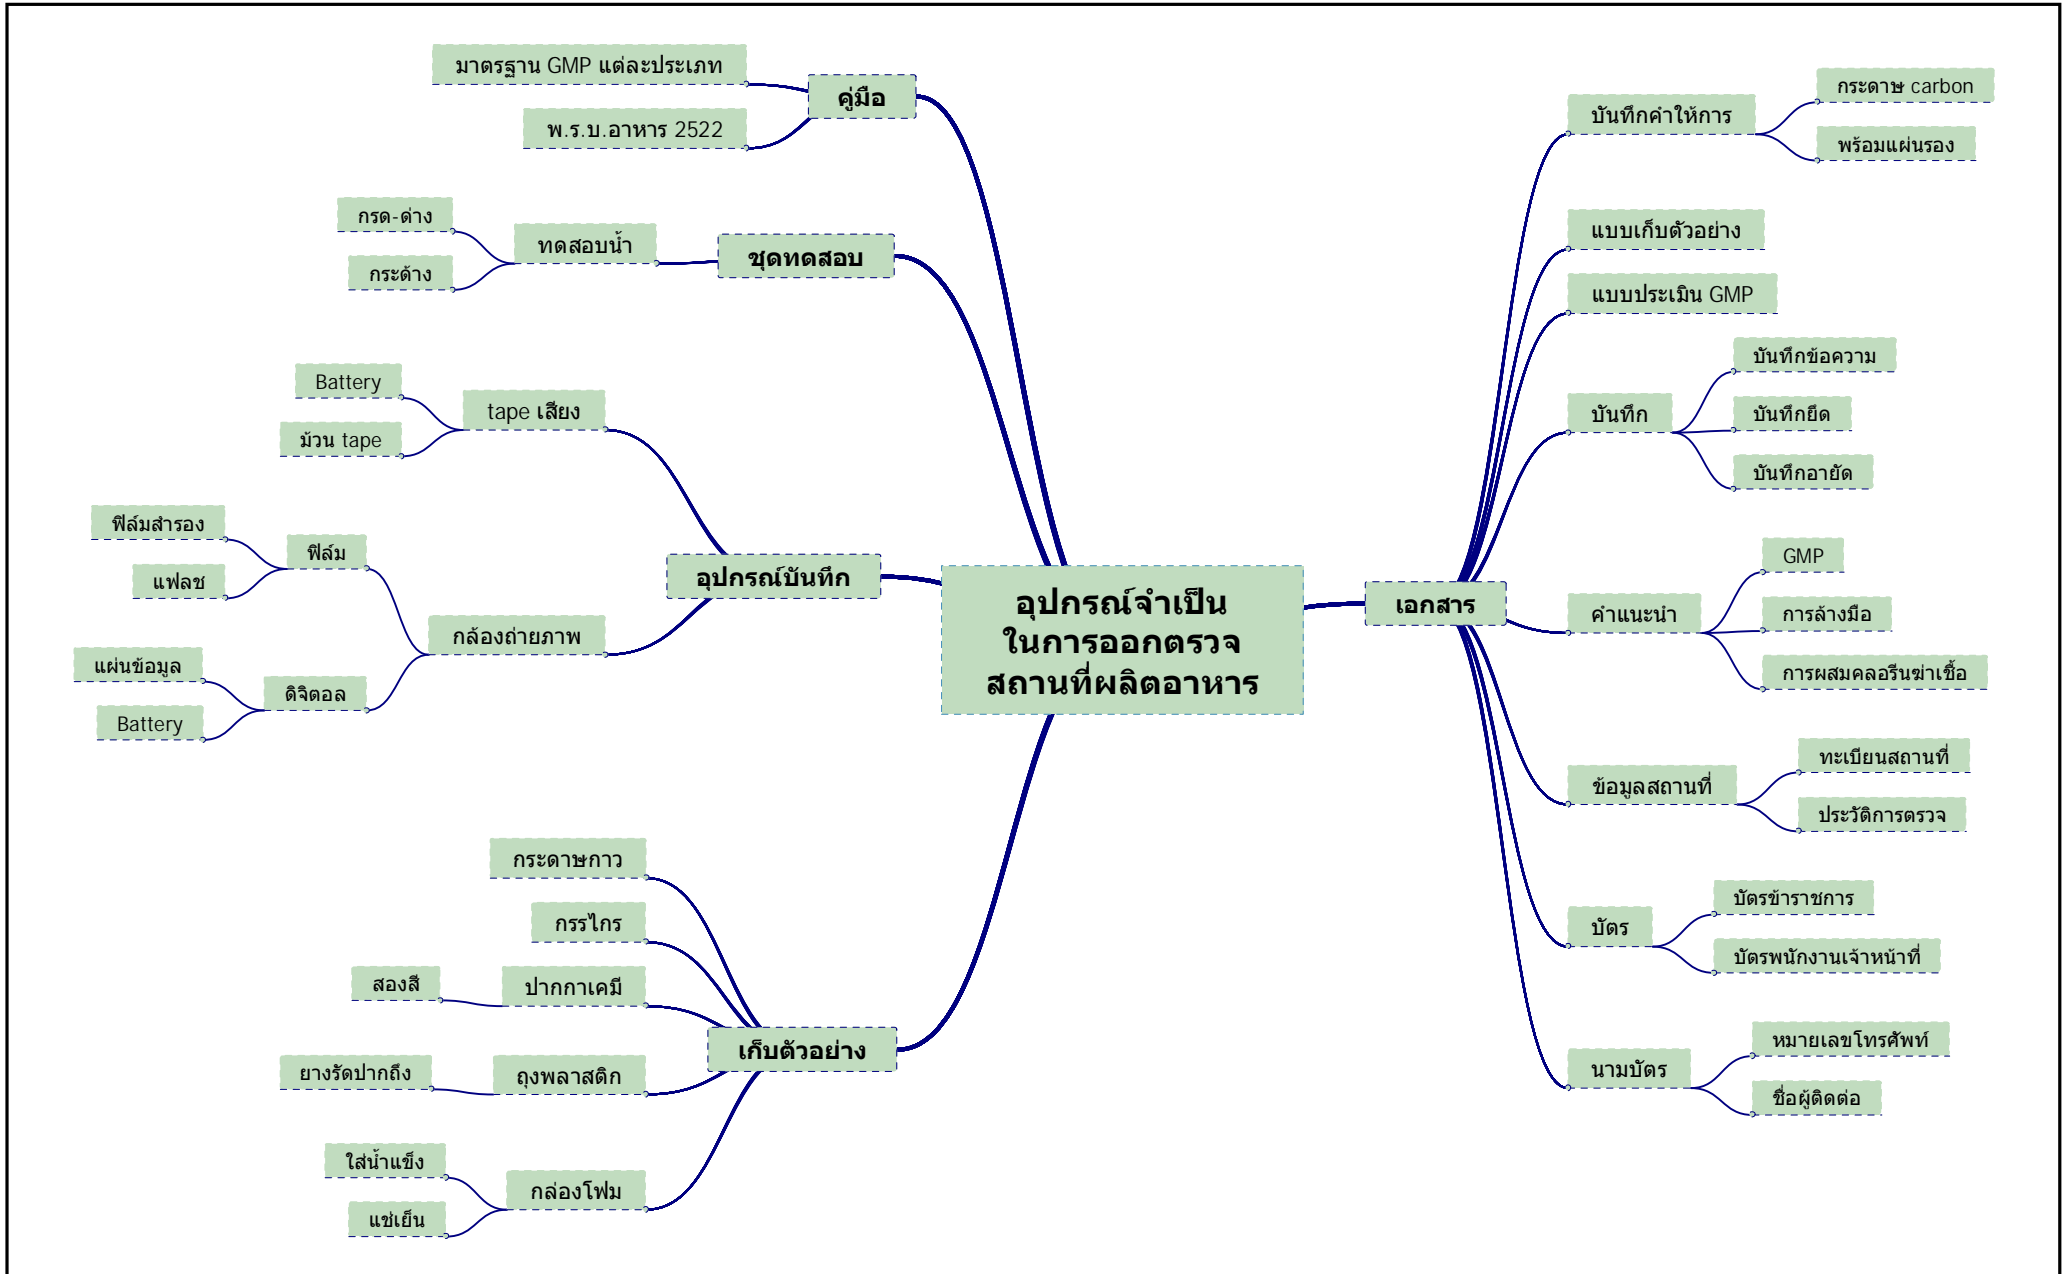 อุปกรณ์จำเป็น
ในการออกตรวจ
สถานที่ผลิตอาหาร
คู่มือ
มาตรฐาน GMP แต่ละประเภท
พ.ร.บ.อาหาร 2522
ชุดทดสอบ
ทดสอบน้ำ
กรด-ด่าง
กระด้าง
อุปกรณ์บันทึก
tape เสียง
Battery
ม้วน tape
กล้องถ่ายภาพ
ฟิล์ม
ฟิล์มสำรอง
แฟลช
ดิจิตอล
แผ่นข้อมูล
Battery
เก็บตัวอย่าง
กระดาษกาว
กรรไกร
ปากกาเคมี
สองสี
ถุงพลาสติก
ยางรัดปากถึง
กล่องโฟม
ใส่น้ำแข็ง
แช่เย็น
เอกสาร
บันทึกคำให้การ
กระดาษ carbon
พร้อมแผ่นรอง
แบบเก็บตัวอย่าง
แบบประเมิน GMP
บันทึก
บันทึกข้อความ
บันทึกยึด
บันทึกอายัด
คำแนะนำ
GMP
การล้างมือ
การผสมคลอรีนฆ่าเชื้อ
ข้อมูลสถานที่
ทะเบียนสถานที่
ประวัติการตรวจ
บัตร
บัตรข้าราชการ
บัตรพนักงานเจ้าหน้าที่
นามบัตร
หมายเลขโทรศัพท์
ชื่อผู้ติดต่อ